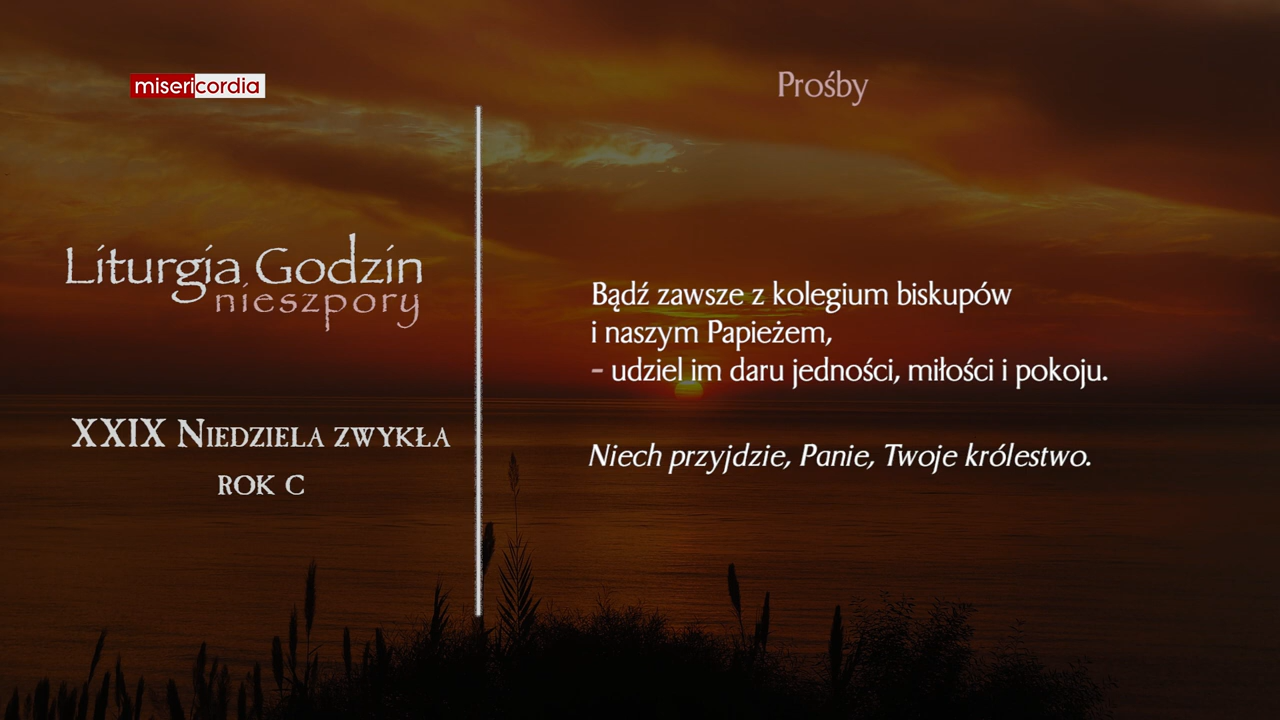 misericordia
Prośby
Liturgia Godzin
nieszpory
XXIX Niedziela zwykła
rok C
Bądź zawsze z kolegium biskupów
i naszym Papieżem,
– udziel im daru jedności, miłości i pokoju.
Niech przyjdzie, Panie, Twoje królestwo.